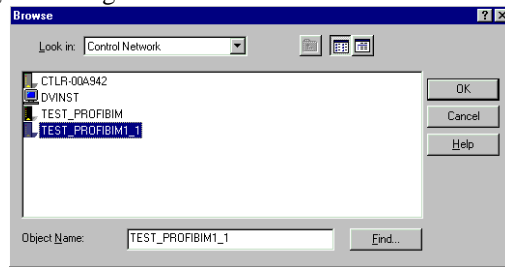 Browse
Look in: Control Network
CTLR-00A942
DVINST
TEST_PROFIBIM
TEST_PROFIBIM1_1
OK
Cancel
Help
Object Name: TEST_PROFIBIM1_1 Find...